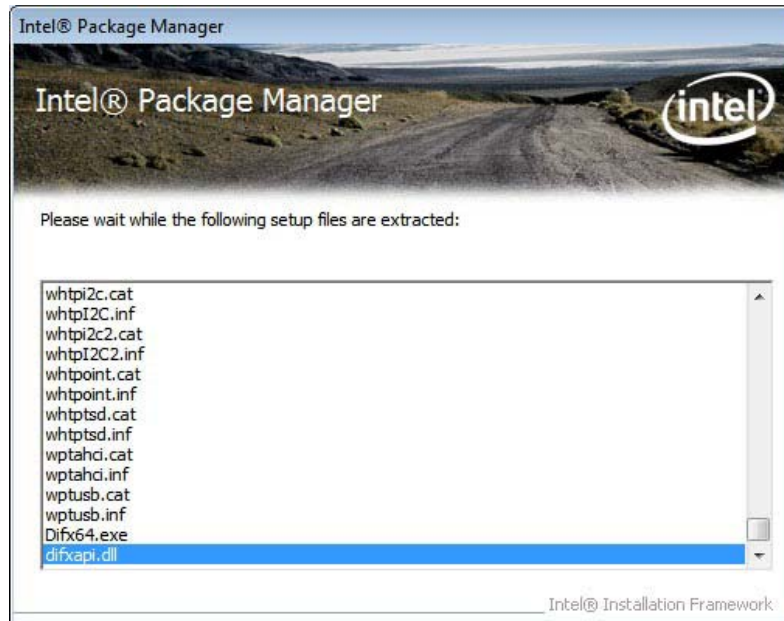 Intel® Package Manager
Intel® Package Manager
intel
Please wait while the following setup files are extracted:
whtpi2c.cat
whtpI2C.inf
whtpi2c2.cat
whtpI2C2.inf
whtpoint.cat
whtpoint.inf
whtptsd.cat
whtptsd.inf
wptahci.cat
wptahci.inf
wptusb.cat
wptusb.inf
Difx64.exe
difxapi.dll
Intel® Installation Framework